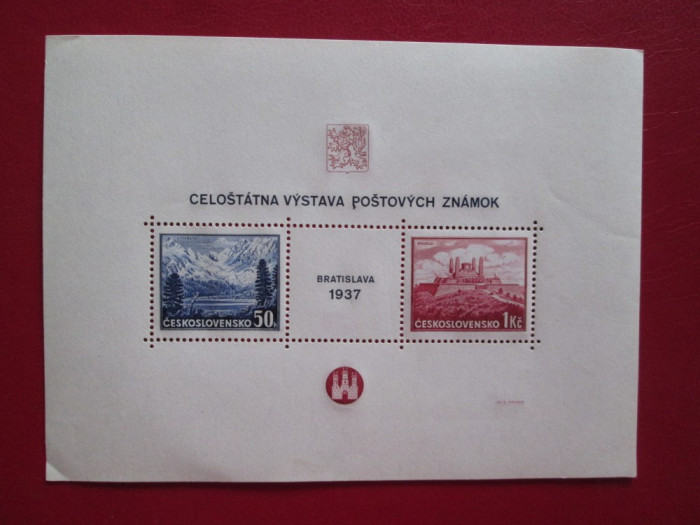 CELOŠTÁTNA VÝSTAVA POŠTOVÝCH ZNÁMOK
BRATISLAVA
1937
ČESKOSLOVENSKO 50h
ČESKOSLOVENSKO 1Kč